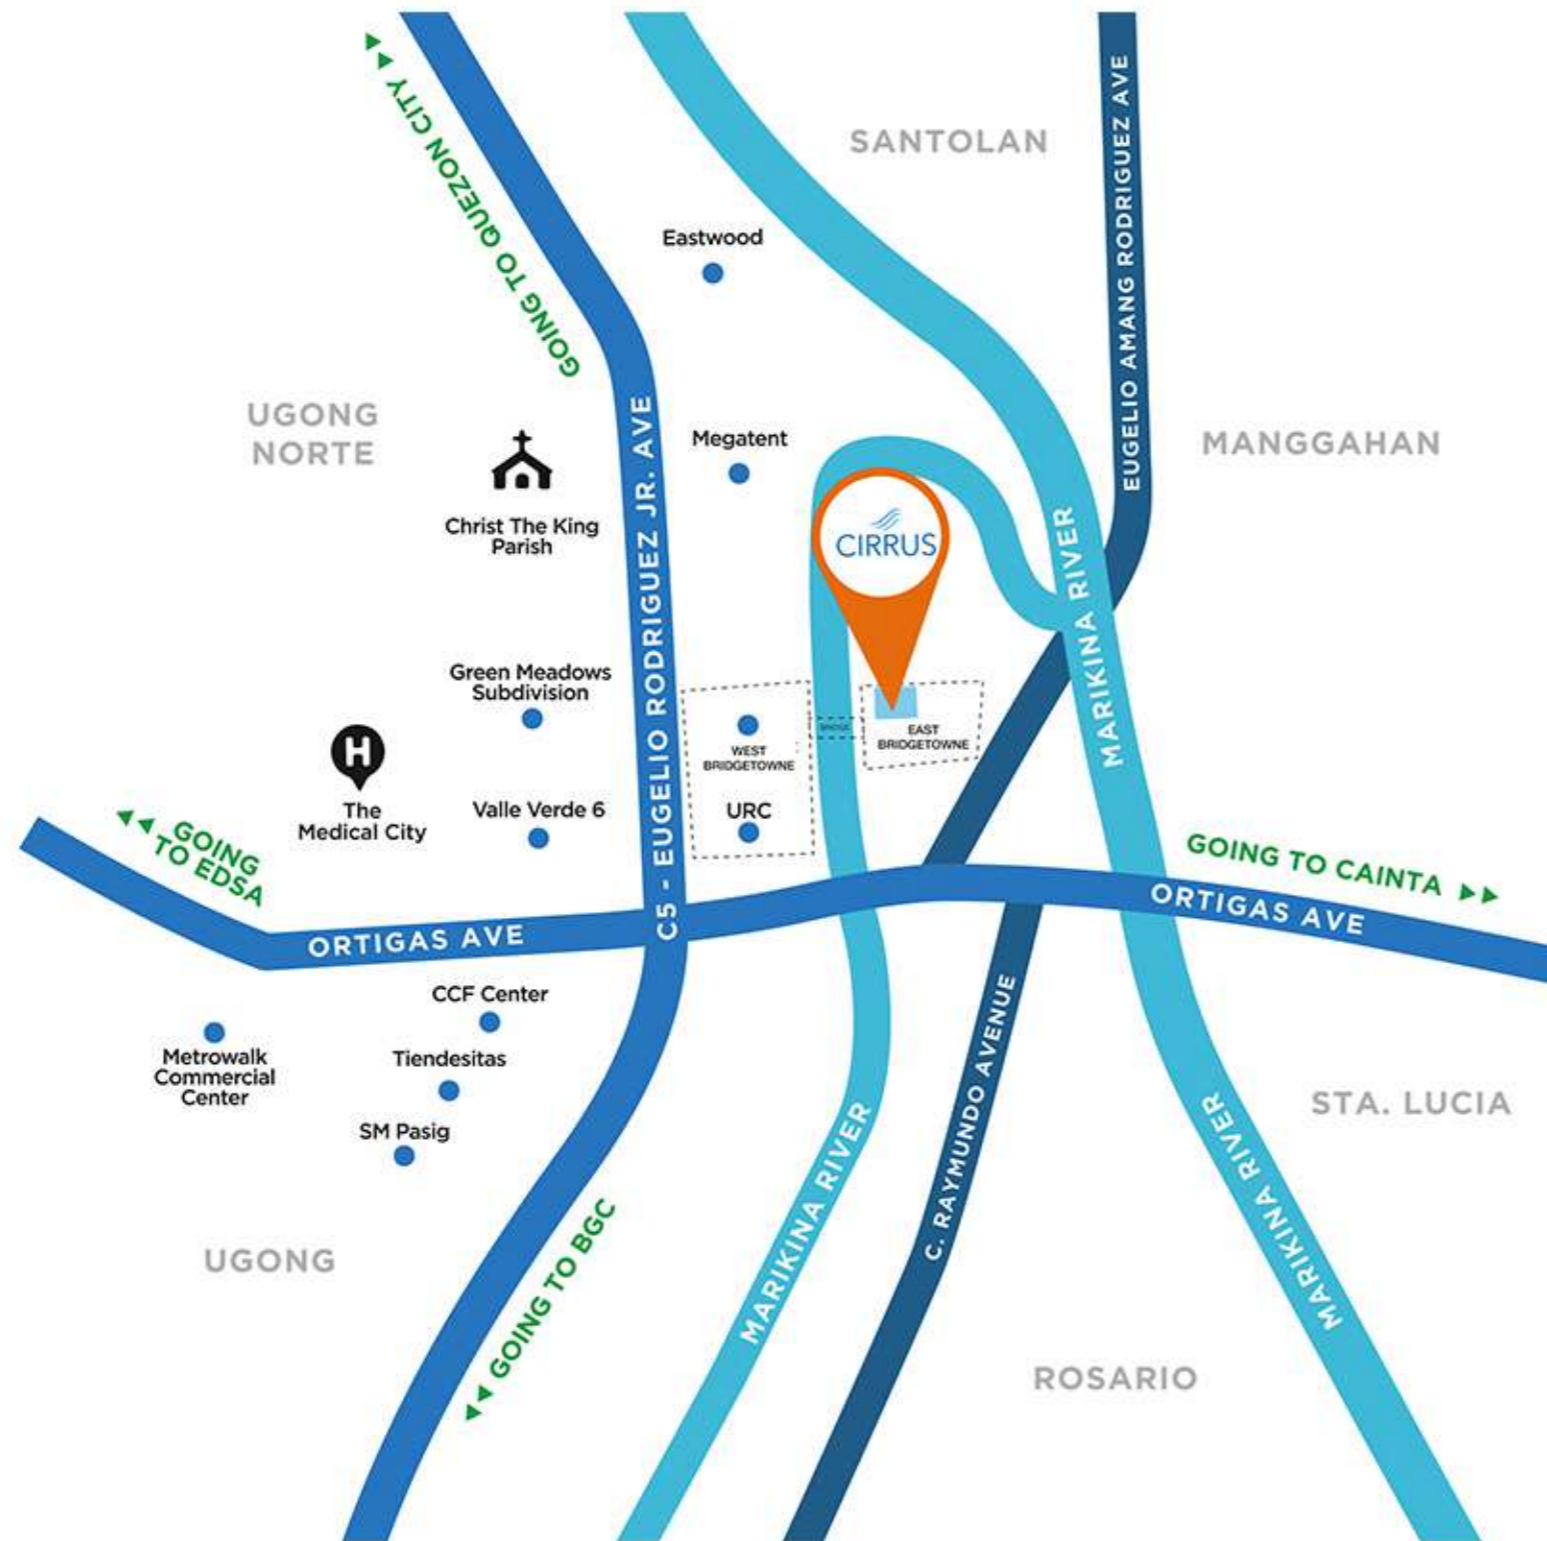 SANTOLAN
EUGELIO AMANG RODRIGUEZ AVE
GOING TO QUEZON CITY
Eastwood
UGONG
NORTE
MANGGAHAN
Megatent
Christ The King
Parish
CIRRUS
MARIKINA RIVER
MARIKINA RIVER
C5 - EUGELIO RODRIGUEZ JR. AVE
Green Meadows
Subdivision
WEST
BRIDGETOWNE
BRIDGE
EAST
BRIDGETOWNE
H
The
Medical City
Valle Verde 6
URC
GOING
TO EDSA
GOING TO CAINTA
ORTIGAS AVE
ORTIGAS AVE
CCF Center
Metrowalk
Commercial
Center
Tiendesitas
SM Pasig
C. RAYMUNDO AVENUE
STA. LUCIA
MARIKINA RIVER
MARIKINA RIVER
UGONG
GOING TO BGC
ROSARIO